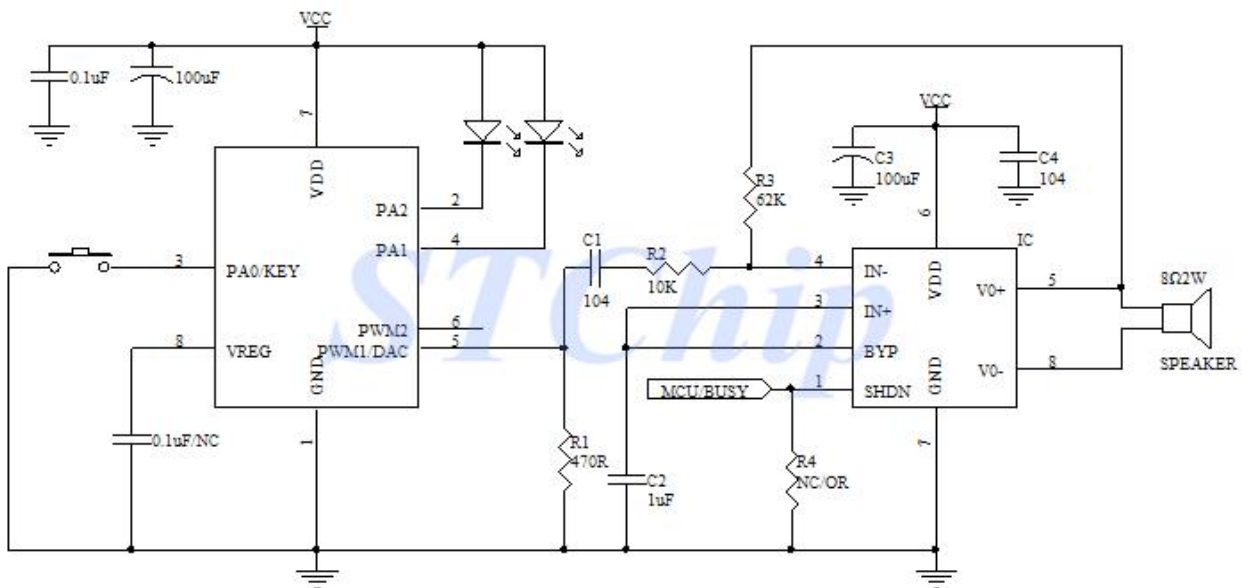 VCC
0.1uF
100uF
7
VDD
PA2
2
PA1
4
3
PA0/KEY
PWM2
6
PWM1/DAC
5
8
VREG
GND
1
0.1uF/NC
C1
104
R2
10K
R1
470R
C2
1uF
R3
62K
VCC
C3
100uF
C4
104
6
IC
4
IN-
VDD
3
IN+
V0+
5
2
BYP
1
SHDN
GND
V0-
8
7
MCU/BUSY
R4
NC/OR
8Ω2W
SPEAKER
STChip